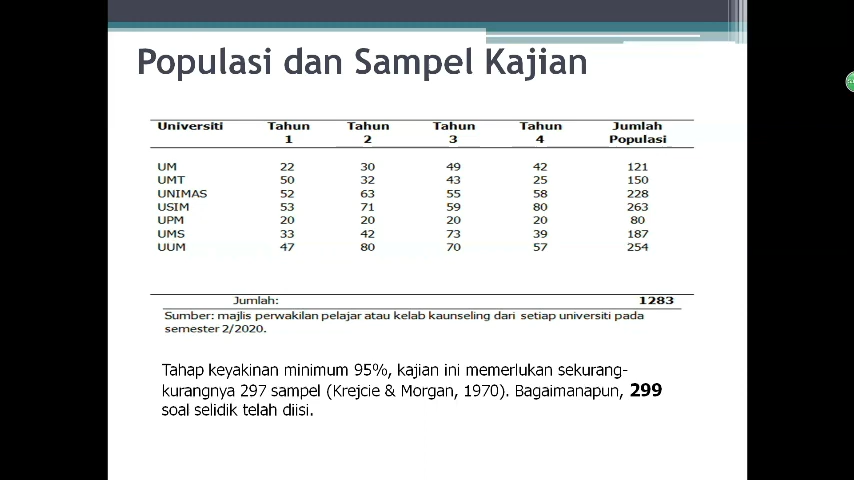 Populasi dan Sampel Kajian
Universiti Tahun 1 Tahun 2 Tahun 3 Tahun 4 Jumlah Populasi
UM 22 30 49 42 121
UMT 50 32 43 25 150
UNIMAS 52 63 55 58 228
USIM 53 71 59 80 263
UPM 20 20 20 20 80
UMS 33 42 73 39 187
UUM 47 80 70 57 254
Jumlah: 1283
Sumber: majlis perwakilan pelajar atau kelab kaunseling dari setiap universiti pada
semester 2/2020.
Tahap keyakinan minimum 95%, kajian ini memerlukan sekurang-
kurangnya 297 sampel (Krejcie & Morgan, 1970). Bagaimanapun, 299
soal selidik telah diisi.